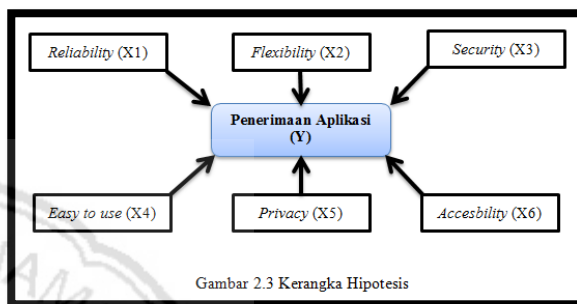 Reliability (X1)
Flexibility (X2)
Security (X3)
Penerimaan Aplikasi
(Y)
Easy to use (X4)
Privacy (X5)
Accesbility (X6)
Gambar 2.3 Kerangka Hipotesis